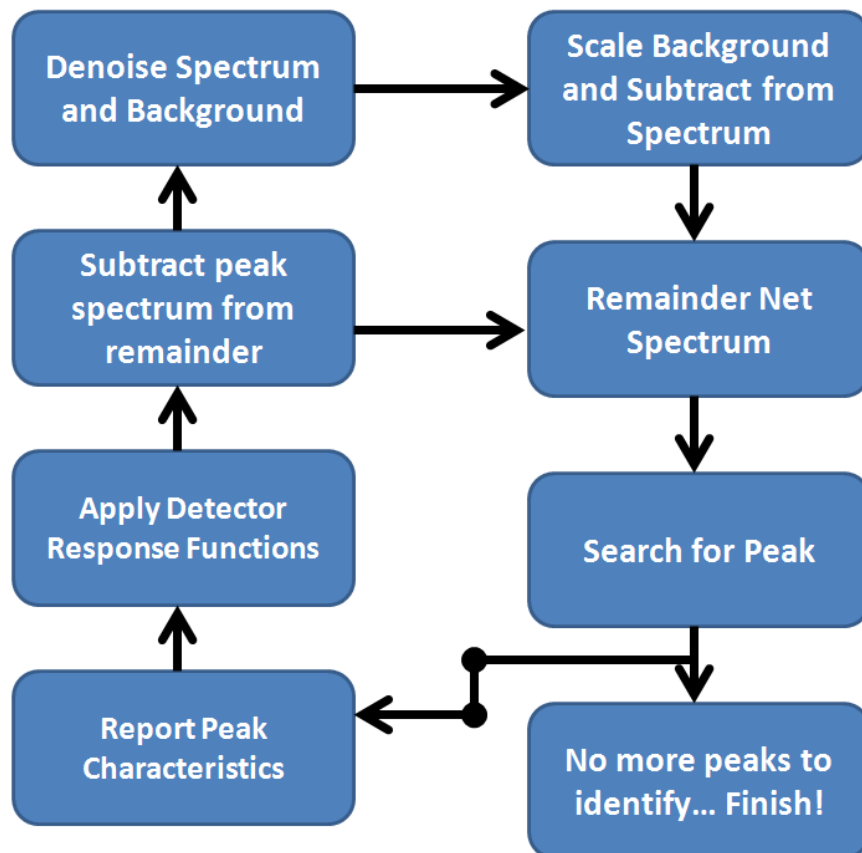 Denoise Spectrum
and Background
Scale Background
and Subtract from
Spectrum
Subtract peak
spectrum from
remainder
Remainder Net
Spectrum
Apply Detector
Response Functions
Search for Peak
Report Peak
Characteristics
No more peaks to
identify... Finish!